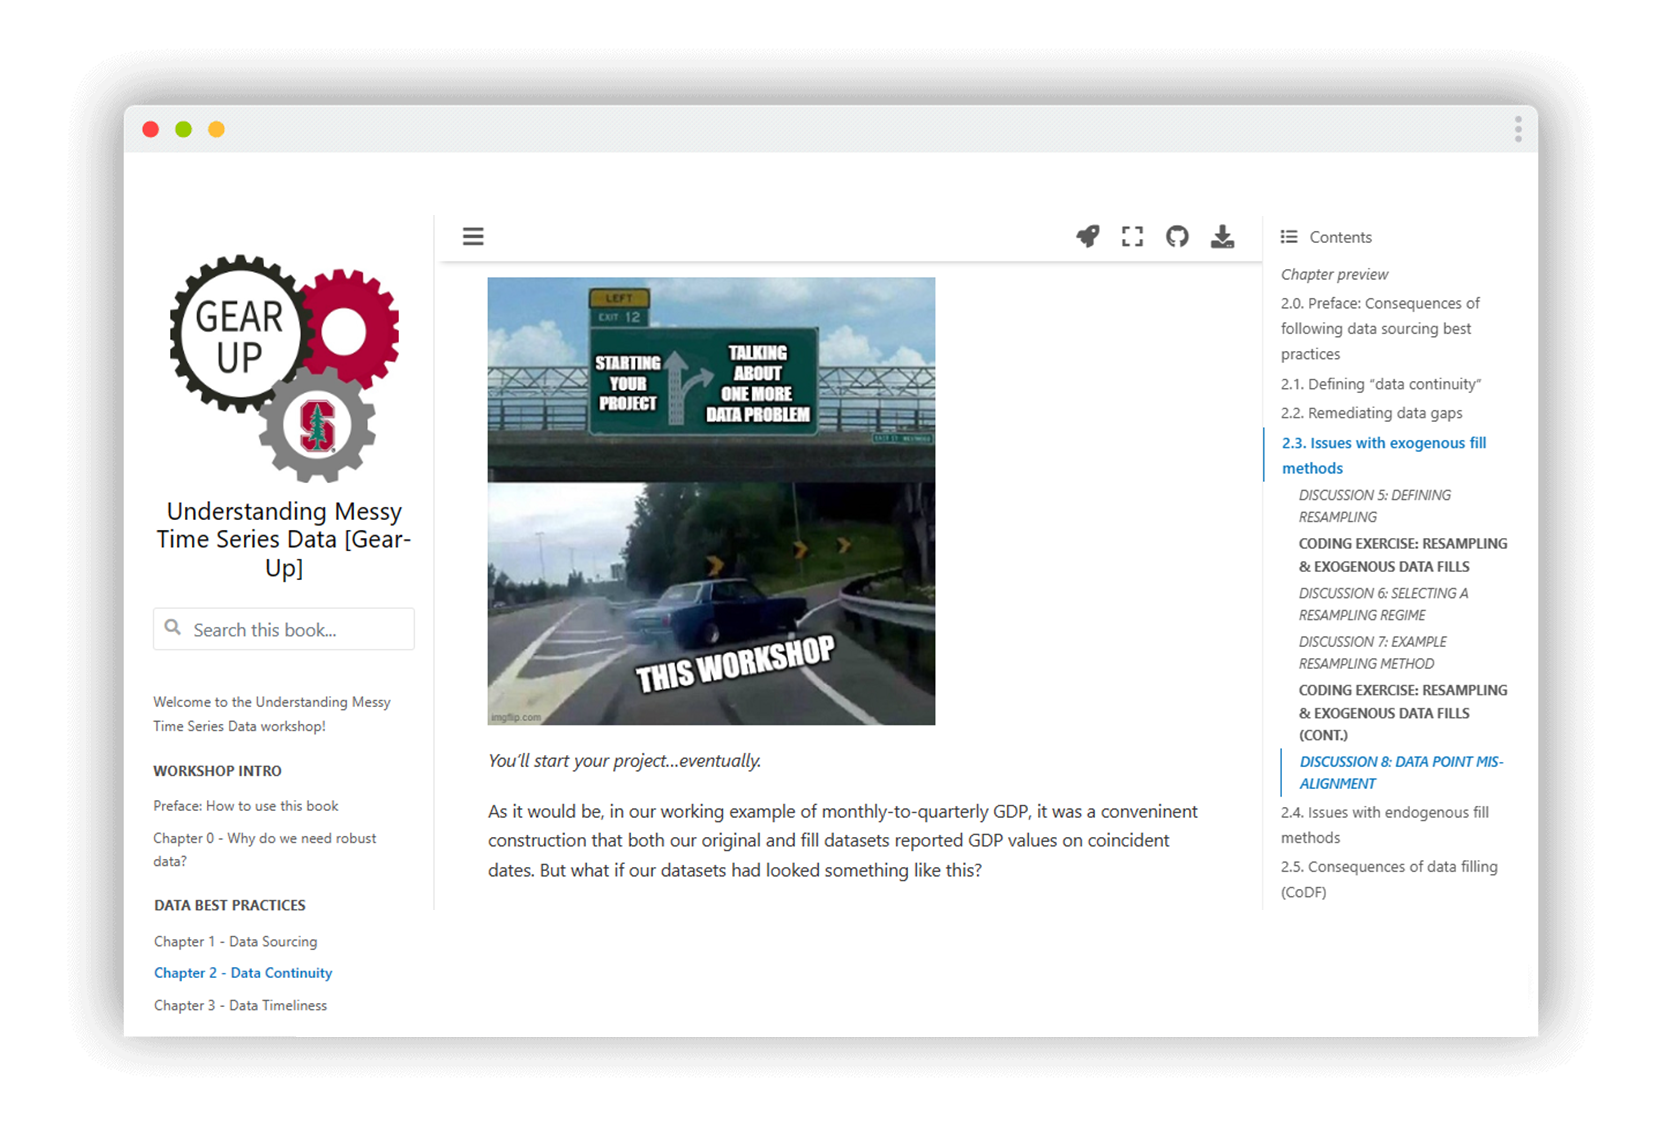 GEAR
UP
S
Understanding Messy
Time Series Data [Gear-
Up]
Search this book...
Welcome to the Understanding Messy
Time Series Data workshop!
WORKSHOP INTRO
Preface: How to use this book
Chapter 0 - Why do we need robust
data?
DATA BEST PRACTICES
Chapter 1 - Data Sourcing
Chapter 2 - Data Continuity
Chapter 3 - Data Timeliness
LEFT
EXIT 12
STARTING
YOUR
PROJECT
TALKING
ABOUT
ONE MORE
DATA PROBLEM
THIS WORKSHOP
imgflip.com
You'll start your project...eventually.
As it would be, in our working example of monthly-to-quarterly GDP, it was a conveninent
construction that both our original and fill datasets reported GDP values on coincident
dates. But what if our datasets had looked something like this?
Contents
Chapter preview
2.0. Preface: Consequences of
following data sourcing best
practices
2.1. Defining “data continuity”
2.2. Remediating data gaps
2.3. Issues with exogenous fill
methods
DISCUSSION 5: DEFINING
RESAMPLING
CODING EXERCISE: RESAMPLING
& EXOGENOUS DATA FILLS
DISCUSSION 6: SELECTING A
RESAMPLING REGIME
DISCUSSION 7: EXAMPLE
RESAMPLING METHOD
CODING EXERCISE: RESAMPLING
& EXOGENOUS DATA FILLS
(CONT.)
DISCUSSION 8: DATA POINT MIS-
ALIGNMENT
2.4. Issues with endogenous fill
methods
2.5. Consequences of data filling
(CoDF)